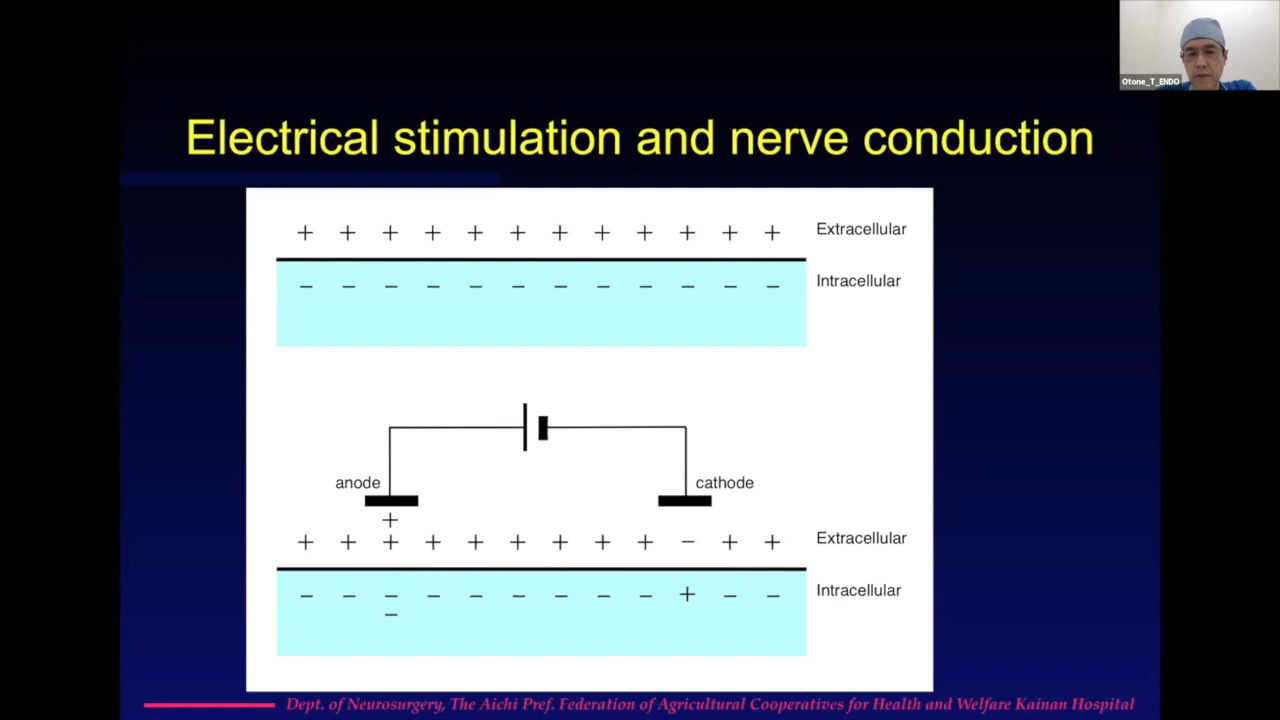 Otone_T_ENDO
Electrical stimulation and nerve conduction
+ + + + + + + + + + + + Extracellular
− − − − − − − − − − − − Intracellular
anode cathode
+
+ + + + + + + + + − + + Extracellular
− − − − − − − − − + − − Intracellular
−
Dept. of Neurosurgery, The Aichi Pref. Federation of Agricultural Cooperatives for Health and Welfare Kainan Hospital